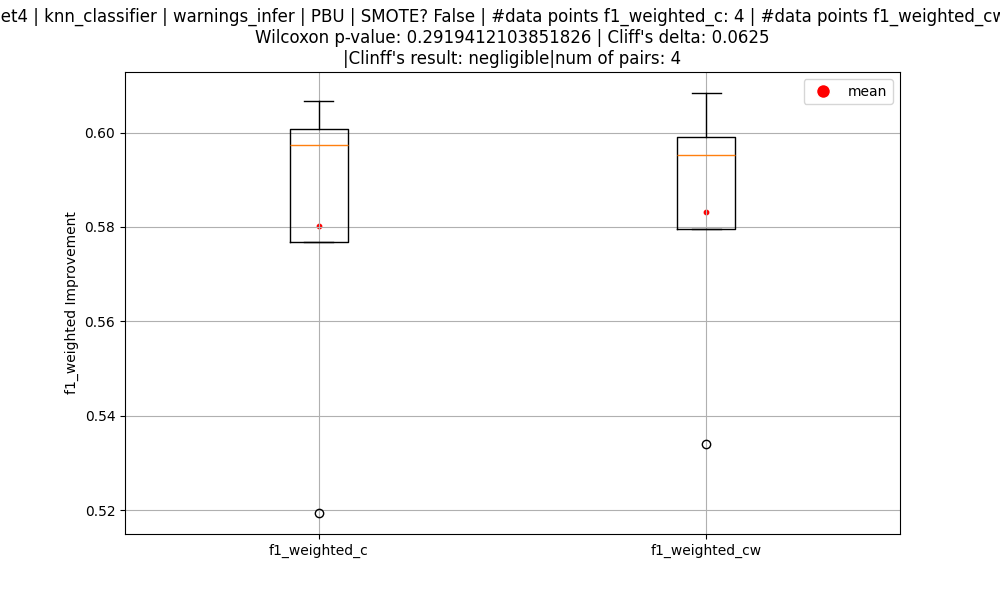 et4 | knn_classifier | warnings_infer | PBU | SMOTE? False | #data points f1_weighted_c: 4 | #data points f1_weighted_cw
Wilcoxon p-value: 0.2919412103851826 | Cliff's delta: 0.0625
|Clinff's result: negligible|num of pairs: 4
mean
0.60
0.58
0.56
0.54
0.52
f1_weighted Improvement
f1_weighted_c
f1_weighted_cw